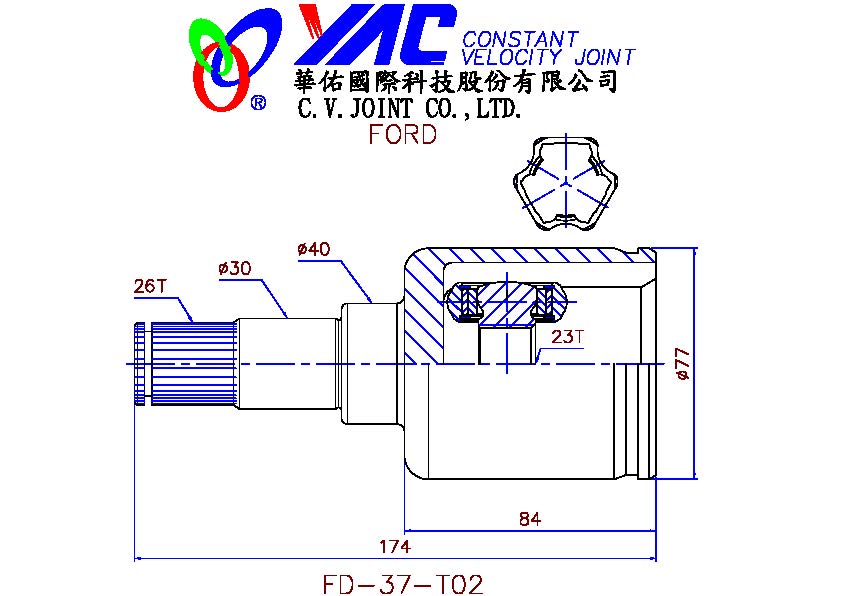 YAC CONSTANT
VELOCITY JOINT
®
華佑國際科技股份有限公司
C.V.JOINT CO.,LTD.
FORD
ø40
ø30
26T
23T
ø77
84
174
FD-37-T02